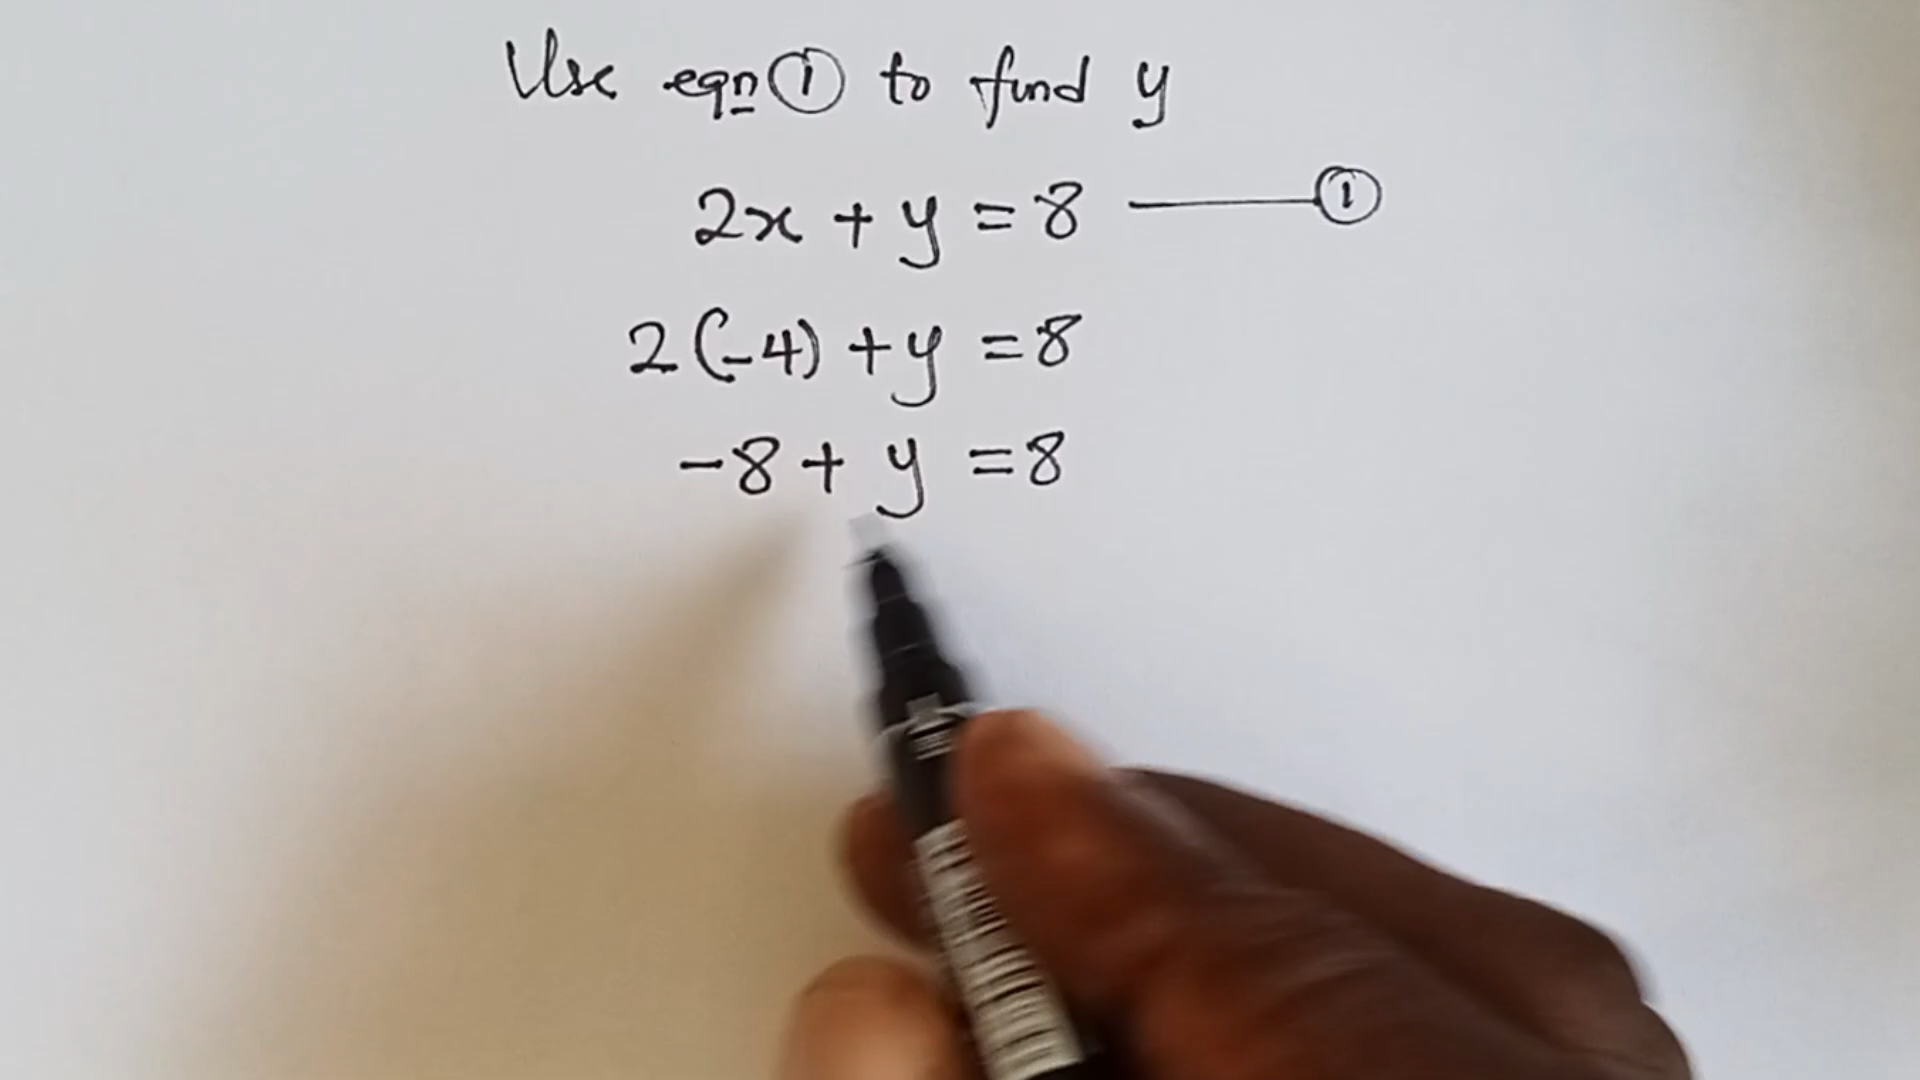 Use eqn ① to find y
2x + y = 8 —— ①
2(-4) + y = 8
-8 + y = 8